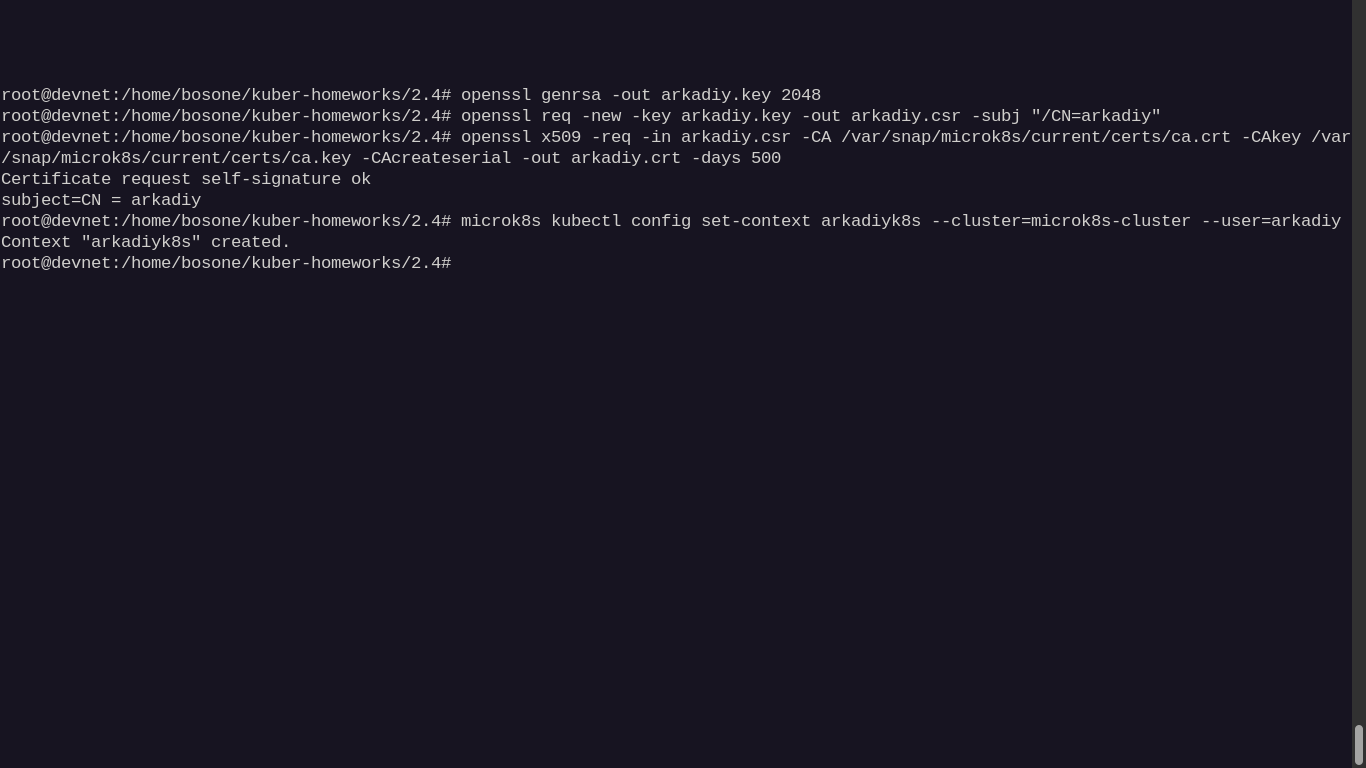 root@devnet:/home/bosone/kuber-homeworks/2.4# openssl genrsa -out arkadiy.key 2048
root@devnet:/home/bosone/kuber-homeworks/2.4# openssl req -new -key arkadiy.key -out arkadiy.csr -subj "/CN=arkadiy"
root@devnet:/home/bosone/kuber-homeworks/2.4# openssl x509 -req -in arkadiy.csr -CA /var/snap/microk8s/current/certs/ca.crt -CAkey /var
/snap/microk8s/current/certs/ca.key -CAcreateserial -out arkadiy.crt -days 500
Certificate request self-signature ok
subject=CN = arkadiy
root@devnet:/home/bosone/kuber-homeworks/2.4# microk8s kubectl config set-context arkadiyk8s --cluster=microk8s-cluster --user=arkadiy
Context "arkadiyk8s" created.
root@devnet:/home/bosone/kuber-homeworks/2.4#